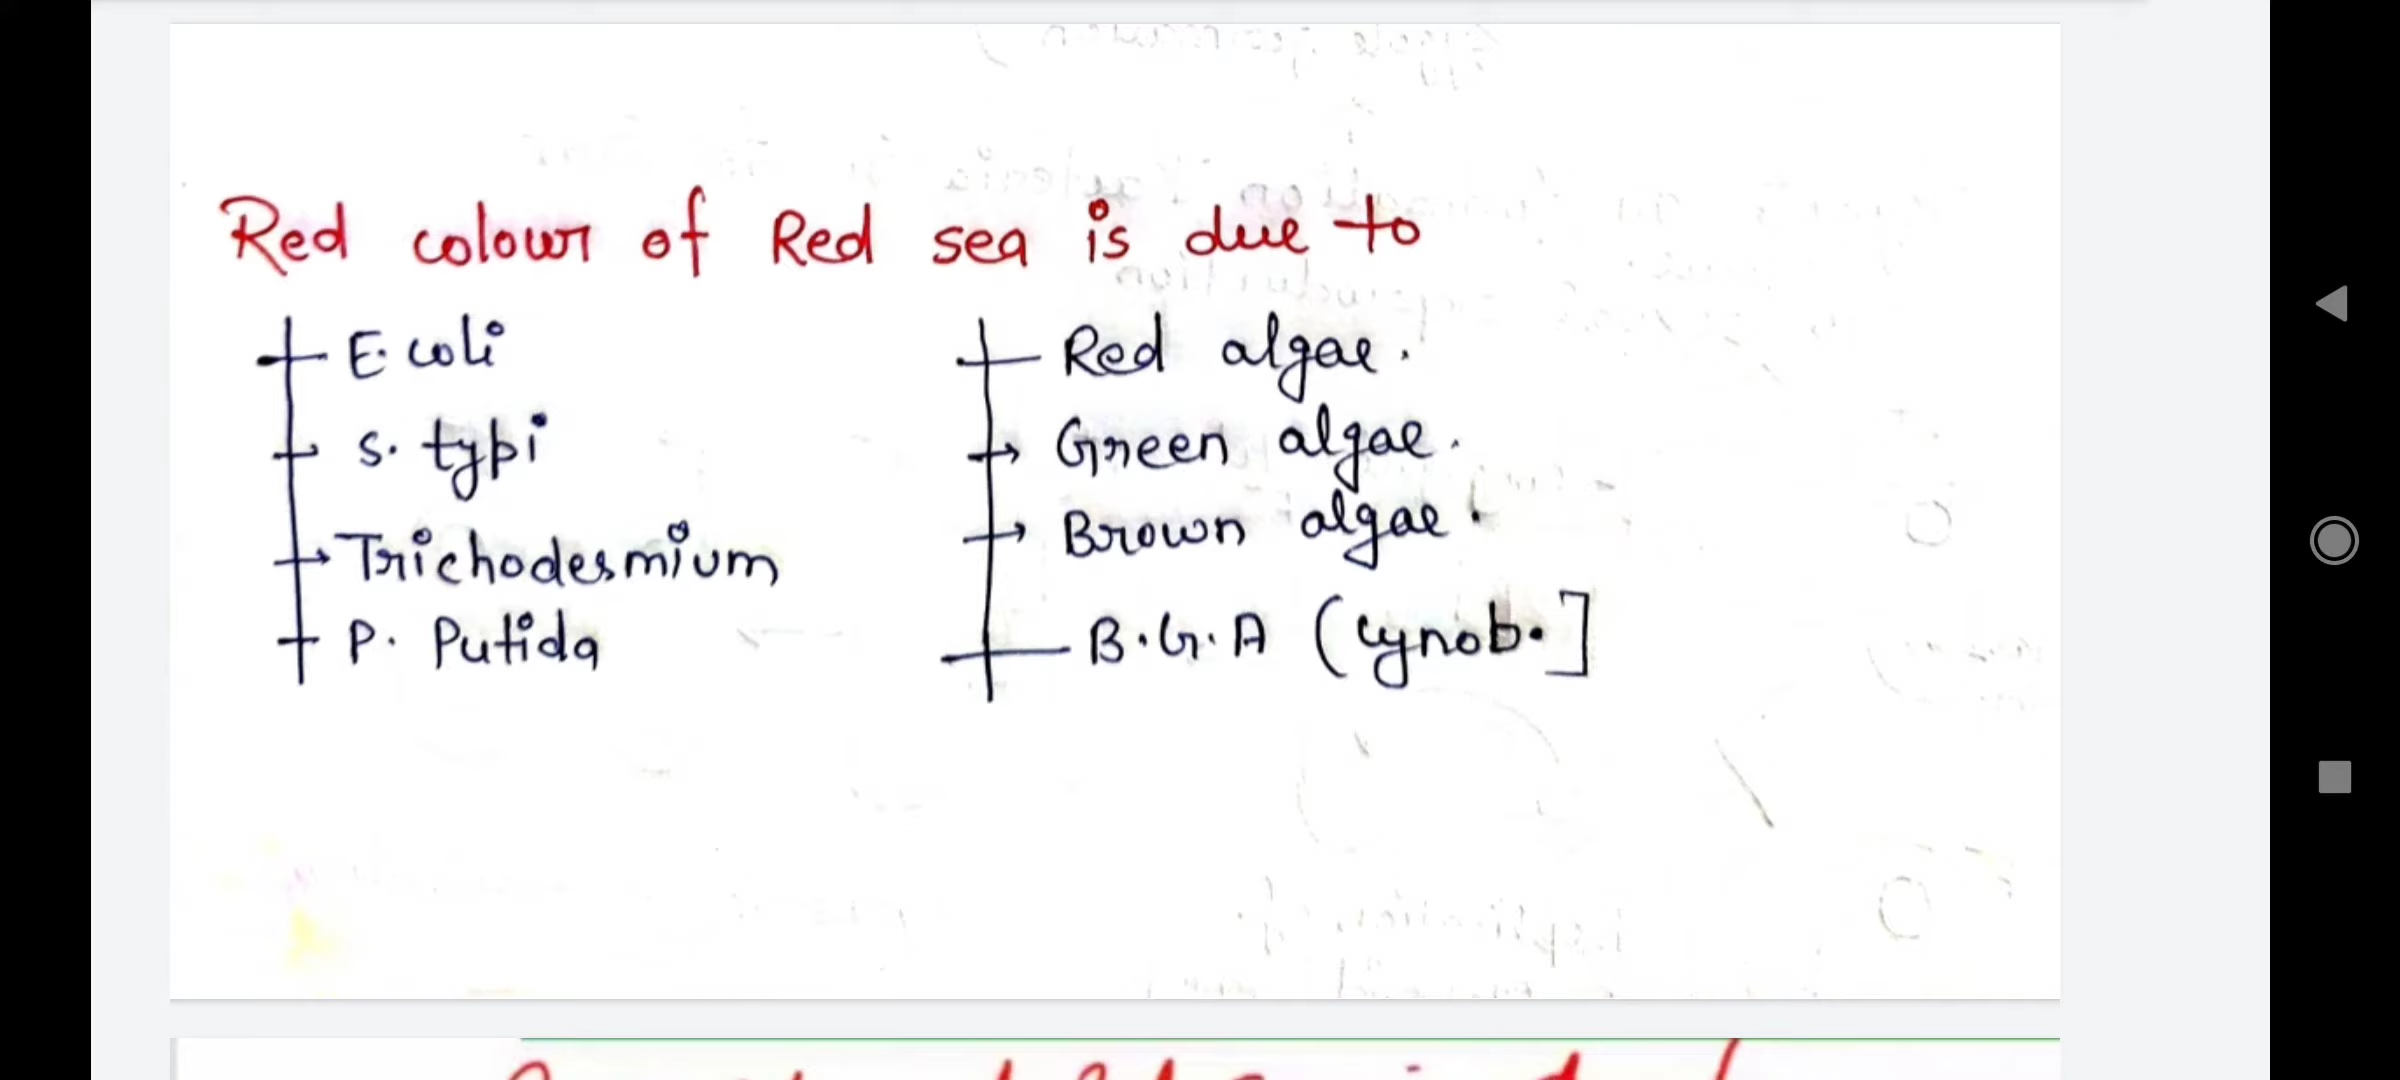 Red colour of Red sea is due to
E. coli
S. typi
Trichodesmium
P. Putida
Red algae.
Green algae.
Brown algae.
B.G.A (cynob.]